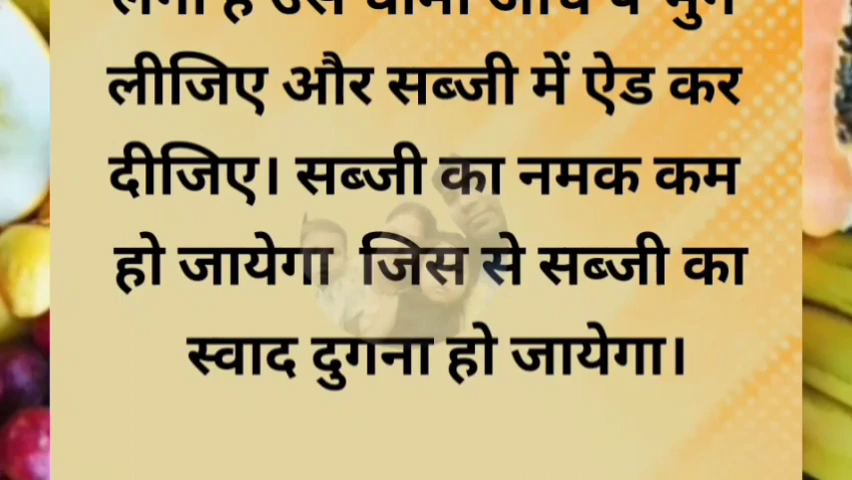 लीजिए और सब्जी में ऐड कर
दीजिए। सब्जी का नमक कम
हो जायेगा जिस से सब्जी का
स्वाद दुगना हो जायेगा।